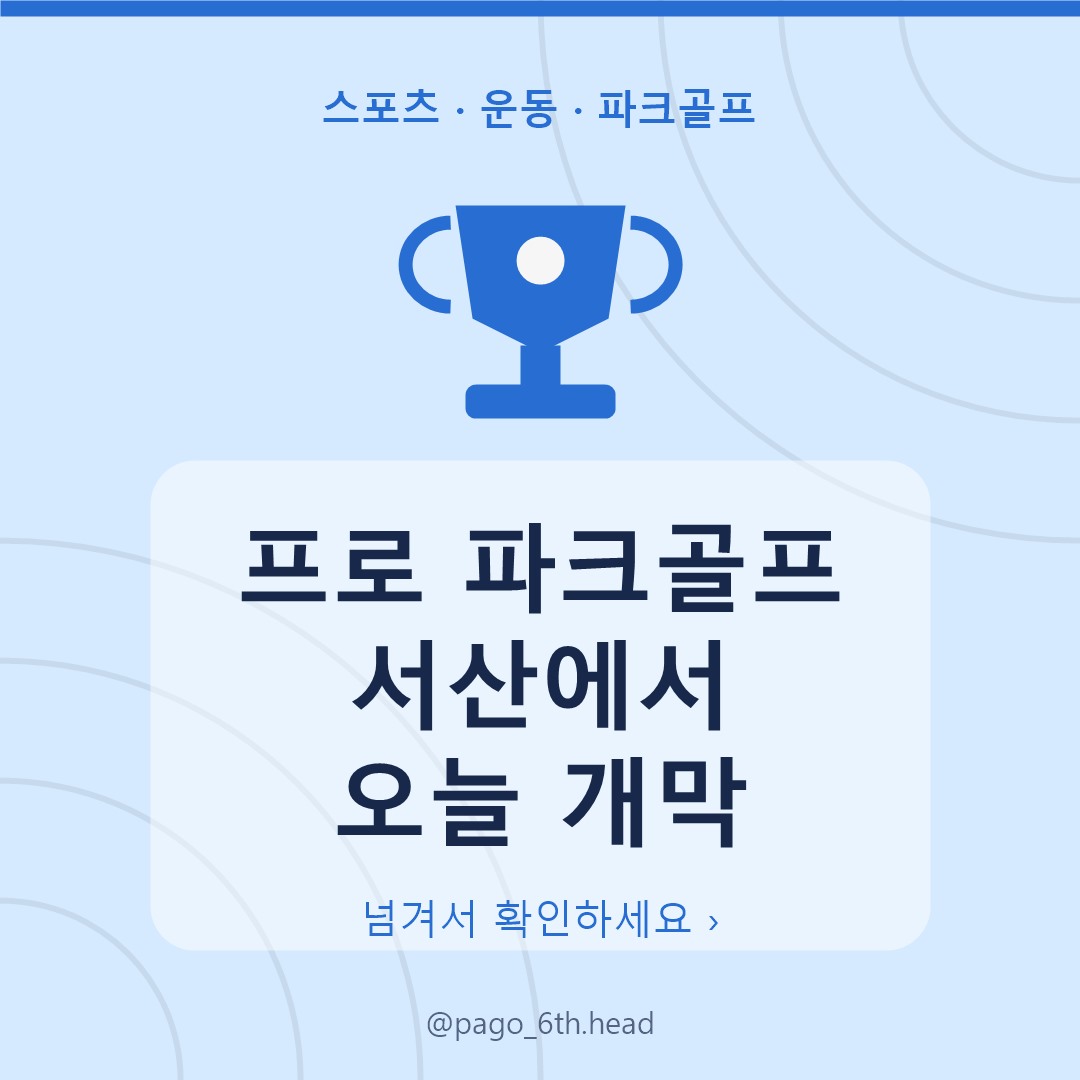 스포츠 · 운동 · 파크골프
프로 파크골프
서산에서
오늘 개막
넘겨서 확인하세요 ›
@pago_6th.head